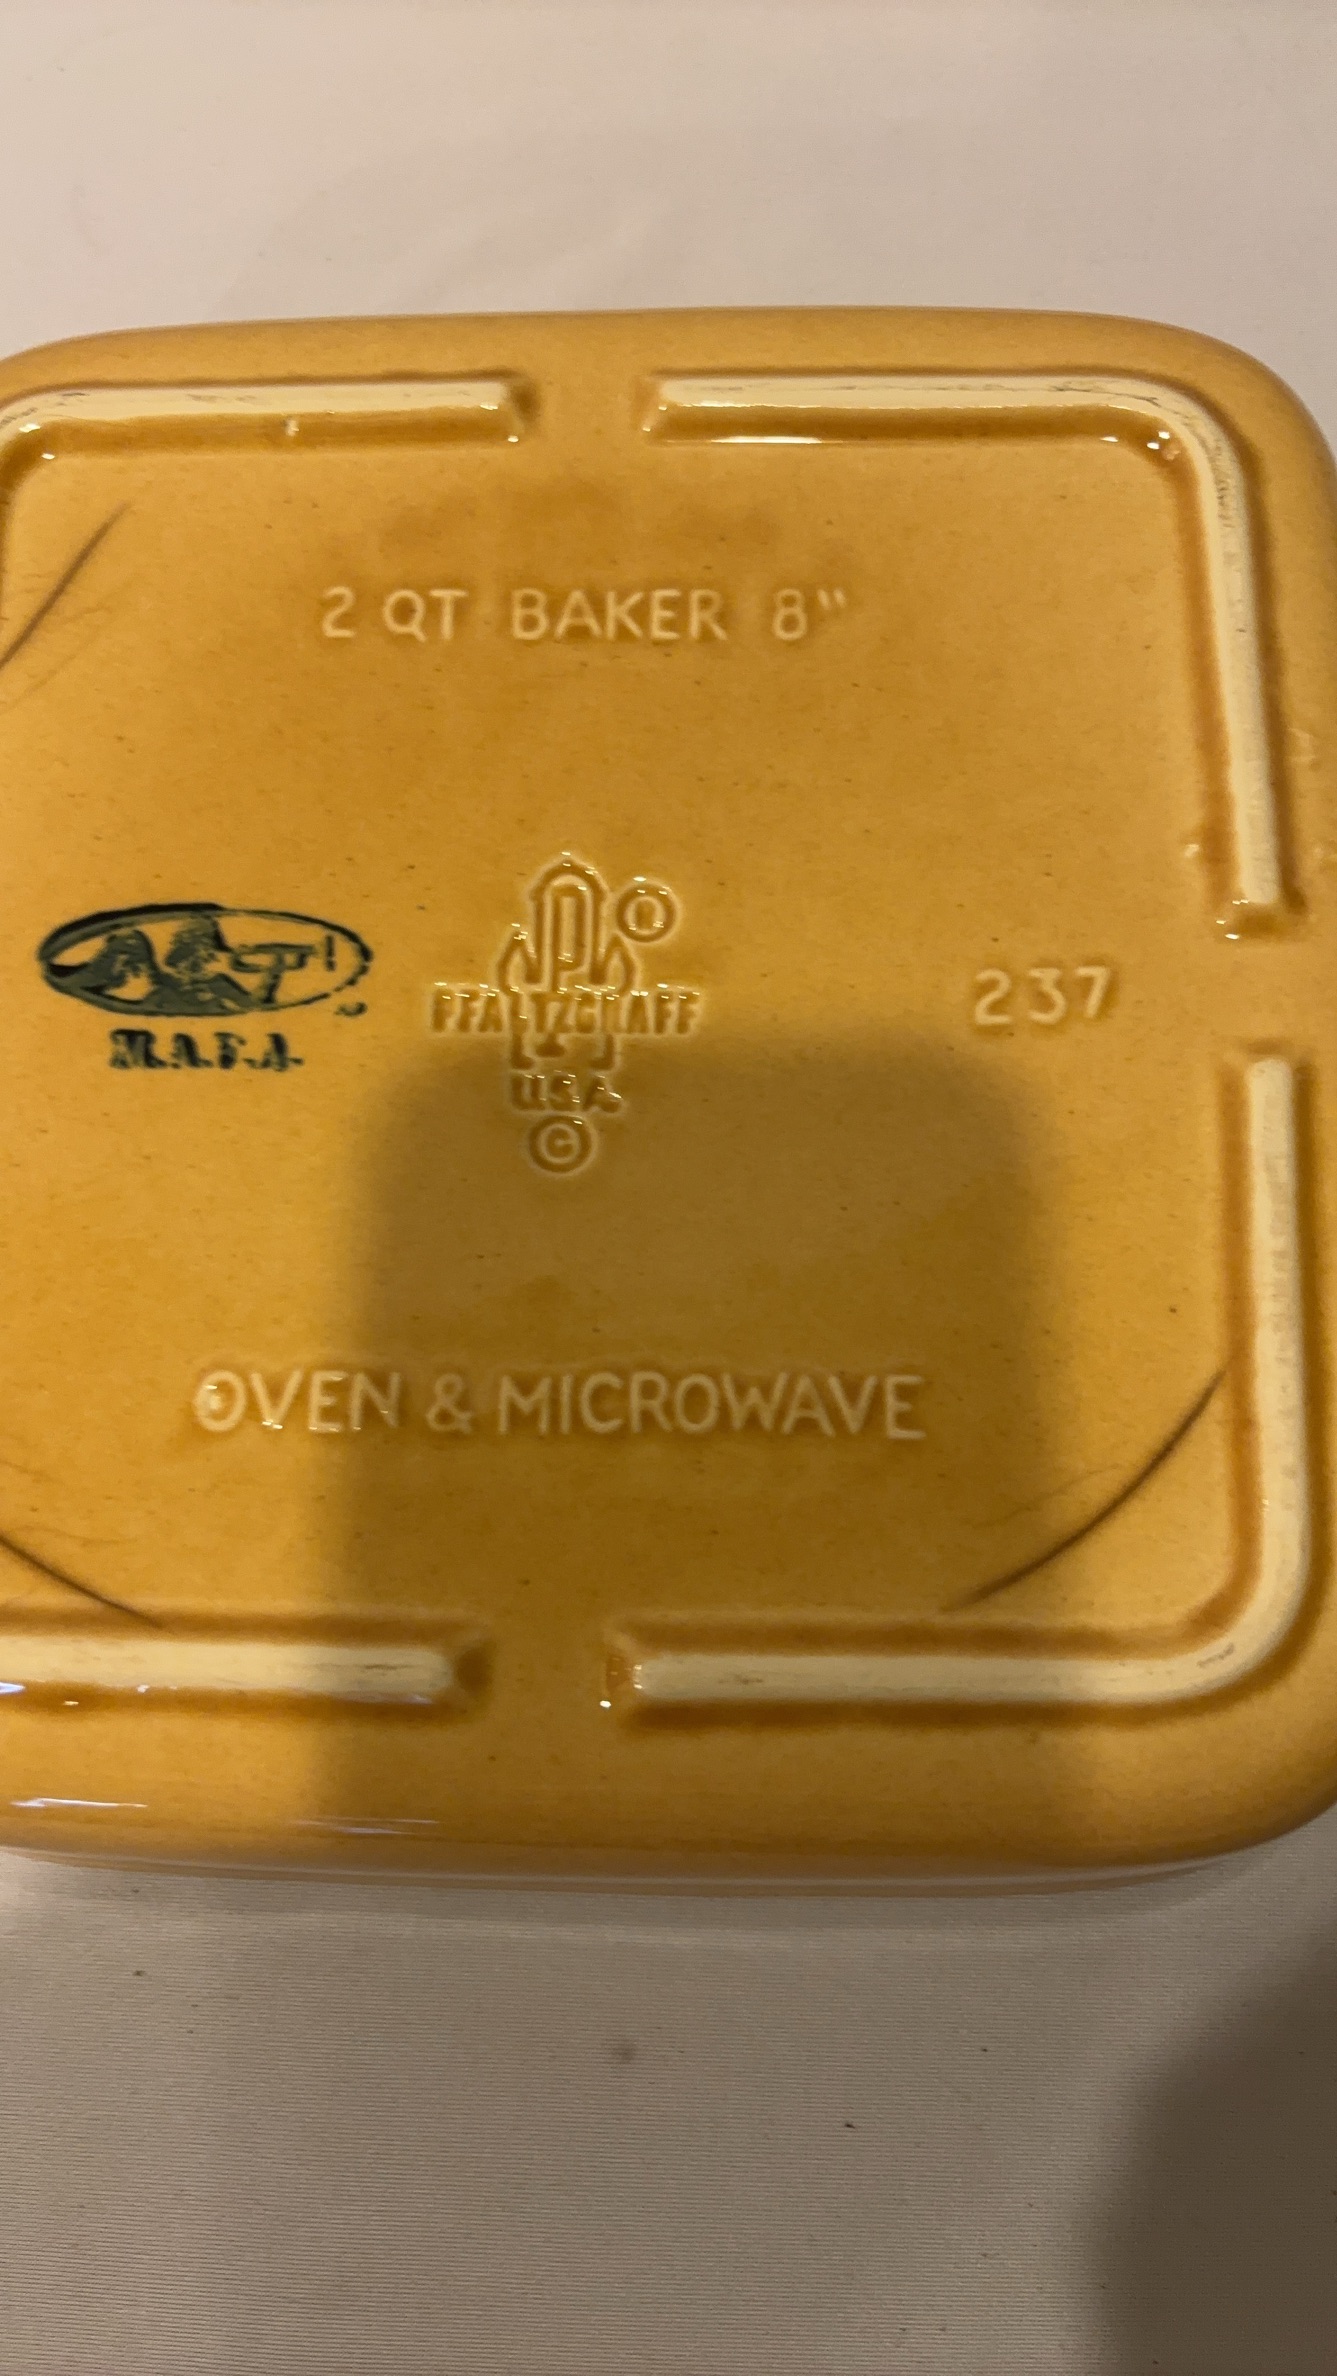 2 QT BAKER 8"
®
PFALTZGRAFF
U.S.A.
©
M.A.F.A.
237
OVEN & MICROWAVE